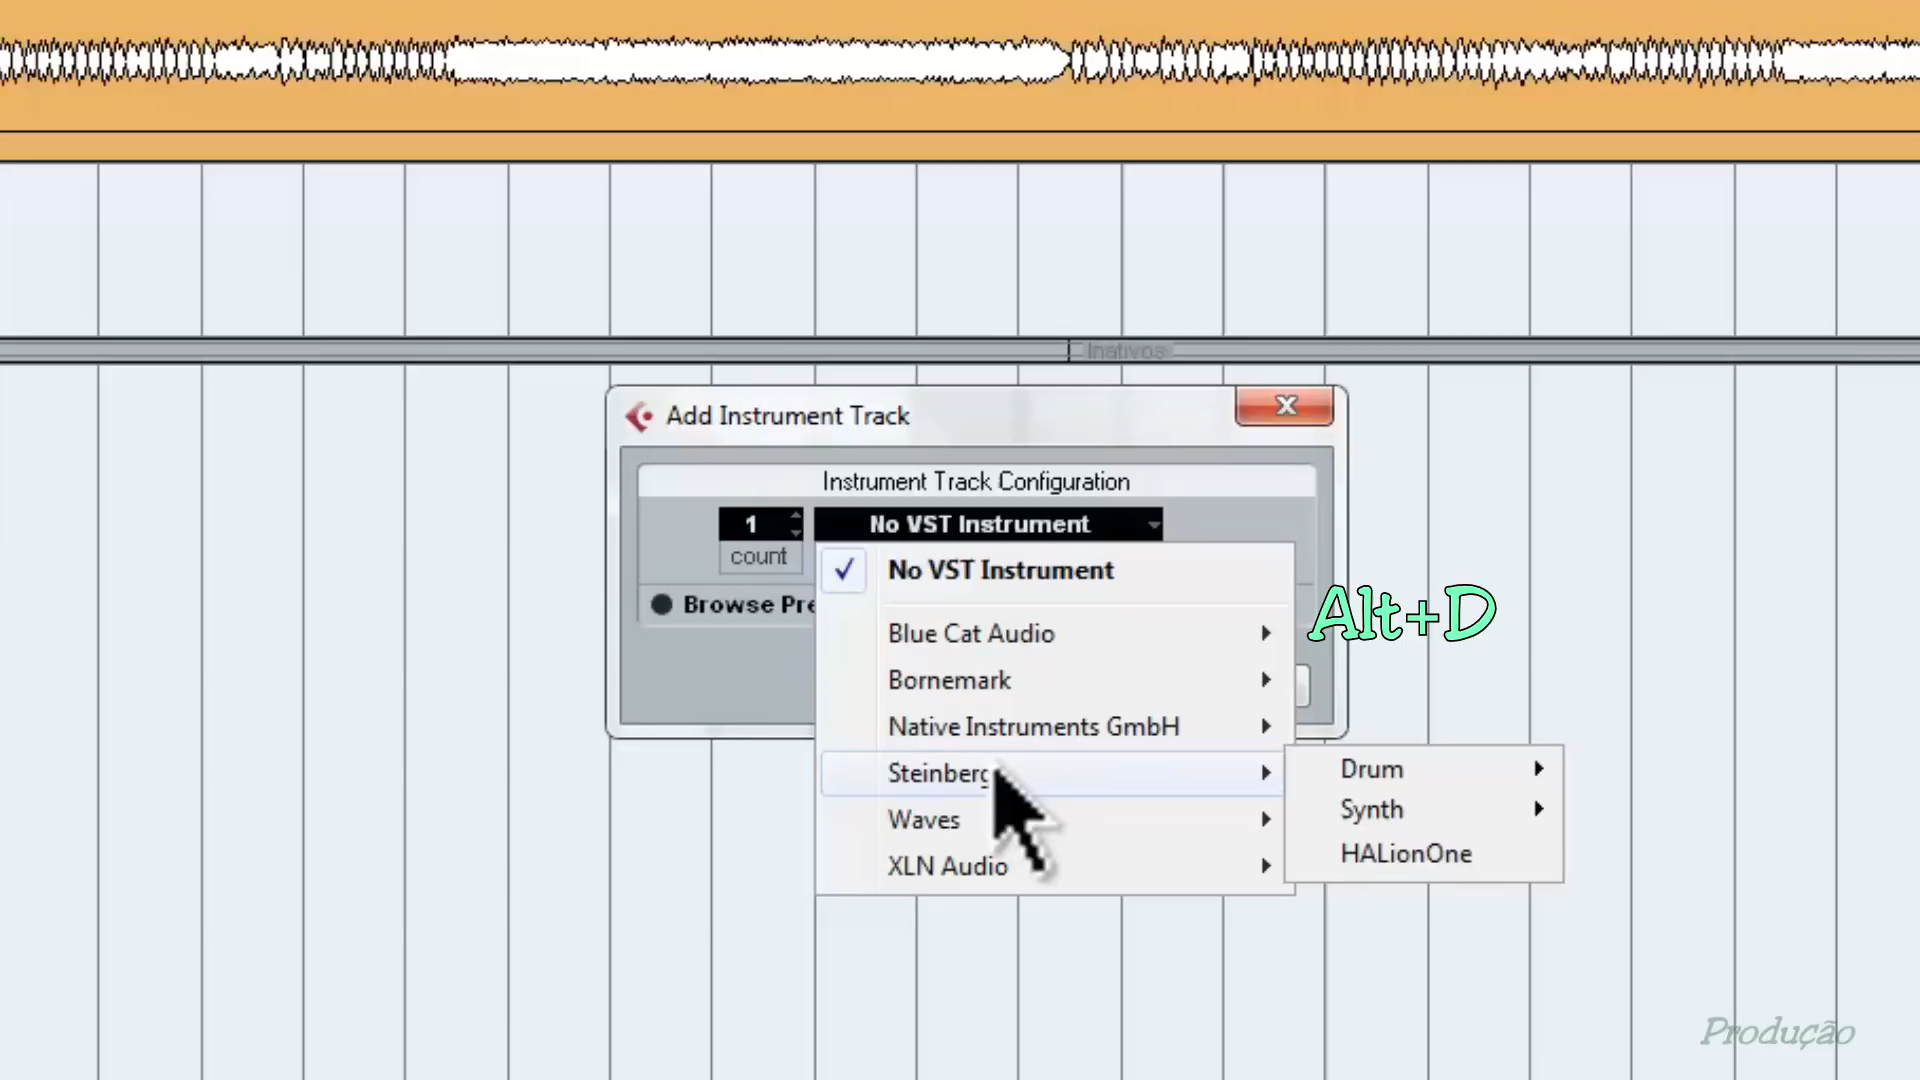 Inativos
Add Instrument Track
Instrument Track Configuration
1
No VST Instrument
count
No VST Instrument
Browse Pre
Alt+D
Blue Cat Audio
Bornemark
Native Instruments GmbH
Steinberg
Drum
Synth
Waves
HALionOne
XLN Audio
Produção